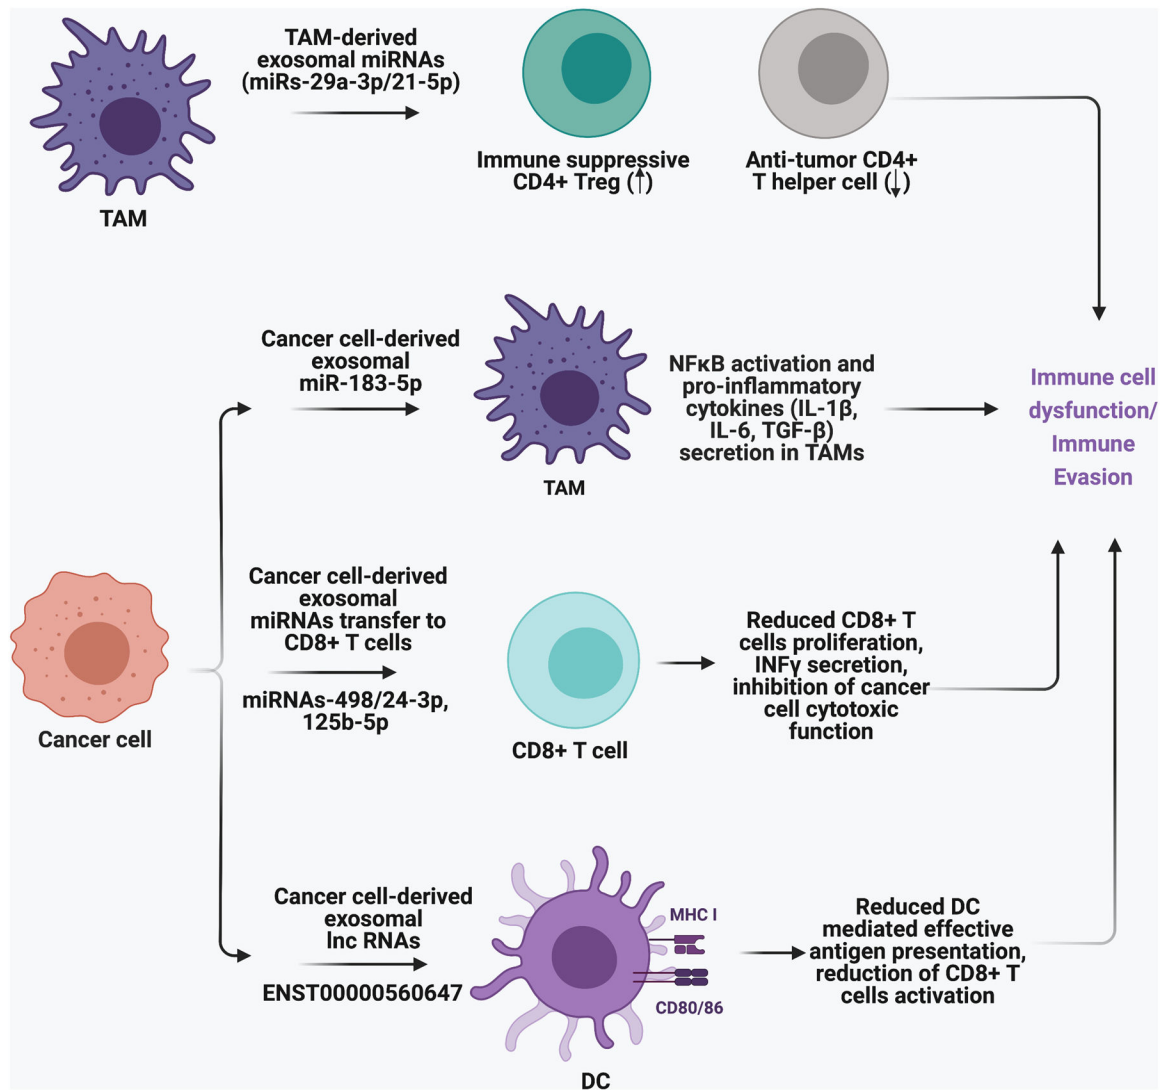 TAM-derived
exosomal miRNAs
(miRs-29a-3p/21-5p)
TAM
Immune suppressive
CD4+ Treg (↑)
Anti-tumor CD4+
T helper cell (↓)
Cancer cell-derived
exosomal
miR-183-5p
TAM
NFκB activation and
pro-inflammatory
cytokines (IL-1β,
IL-6, TGF-β)
secretion in TAMs
Immune cell
dysfunction/
Immune
Evasion
Cancer cell
Cancer cell-derived
exosomal
miRNAs transfer to
CD8+ T cells
miRNAs-498/24-3p,
125b-5p
CD8+ T cell
Reduced CD8+ T
cells proliferation,
INFγ secretion,
inhibition of cancer
cell cytotoxic
function
Cancer cell-derived
exosomal
lnc RNAs
ENST00000560647
MHC I
CD80/86
DC
Reduced DC
mediated effective
antigen presentation,
reduction of CD8+ T
cells activation